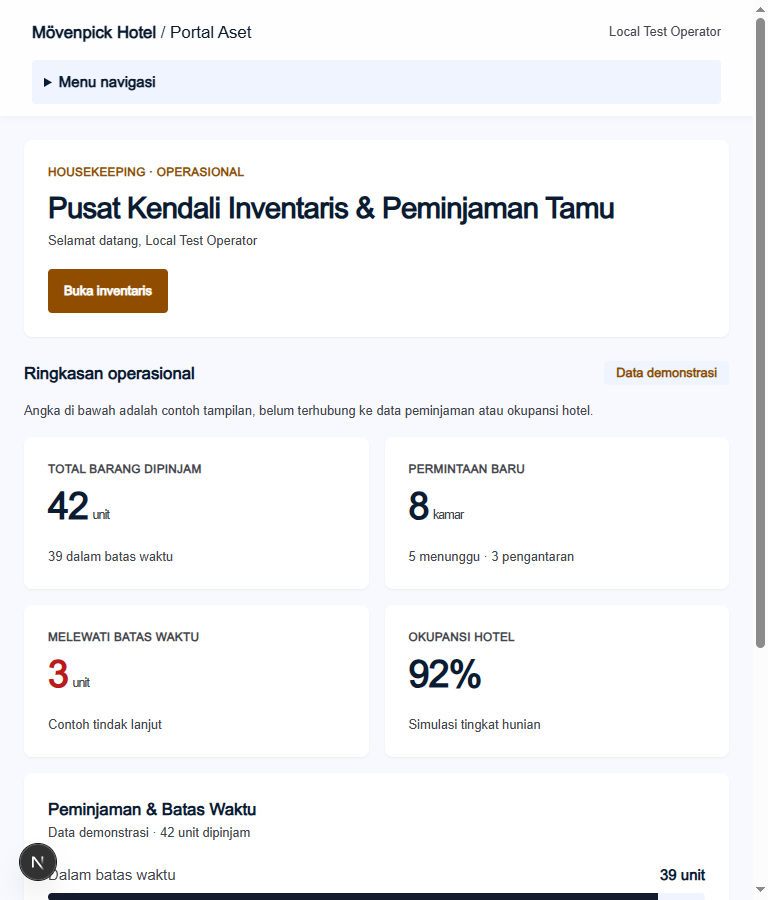 Mövenpick Hotel / Portal Aset
Local Test Operator
▶ Menu navigasi
HOUSEKEEPING · OPERASIONAL
Pusat Kendali Inventaris & Peminjaman Tamu
Selamat datang, Local Test Operator
Buka inventaris
Ringkasan operasional
Data demonstrasi
Angka di bawah adalah contoh tampilan, belum terhubung ke data peminjaman atau okupansi hotel.
TOTAL BARANG DIPINJAM
42 unit
39 dalam batas waktu
PERMINTAAN BARU
8 kamar
5 menunggu · 3 pengantaran
MELEWATI BATAS WAKTU
3 unit
Contoh tindak lanjut
OKUPANSI HOTEL
92%
Simulasi tingkat hunian
Peminjaman & Batas Waktu
Data demonstrasi · 42 unit dipinjam
N
Dalam batas waktu
39 unit